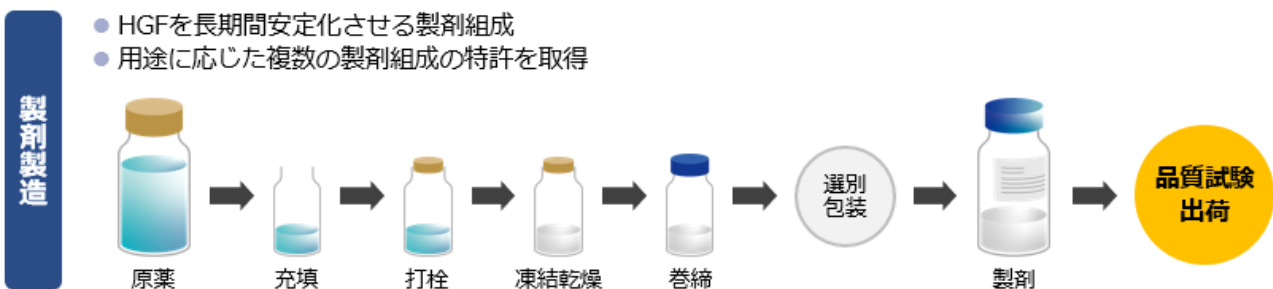 製剤製造
HGFを長期間安定化させる製剤組成
用途に応じた複数の製剤組成の特許を取得
原薬
充填
打栓
凍結乾燥
巻締
選別
包装
製剤
品質試験
出荷